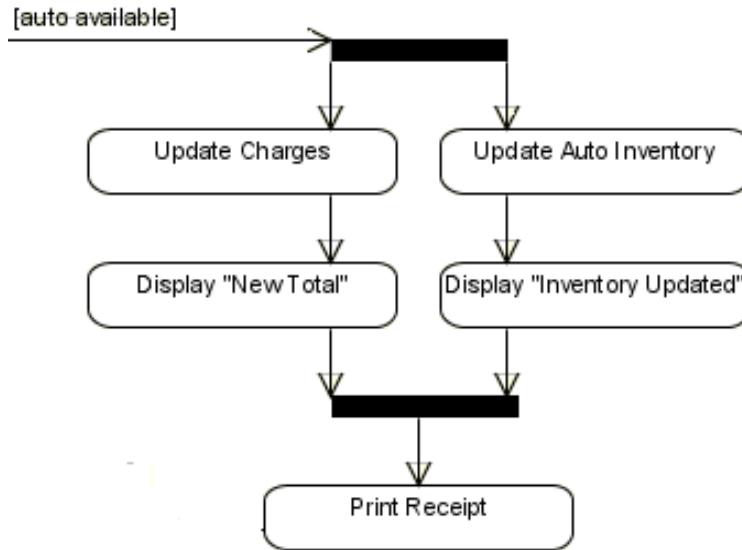 [auto available]
Update Charges
Update Auto Inventory
Display "New Total"
Display "Inventory Updated"
Print Receipt